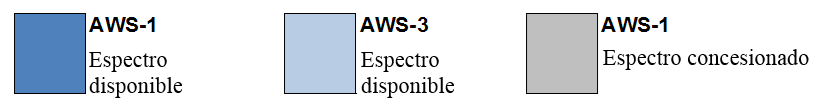 AWS-1
Espectro
disponible
AWS-3
Espectro
disponible
AWS-1
Espectro concesionado